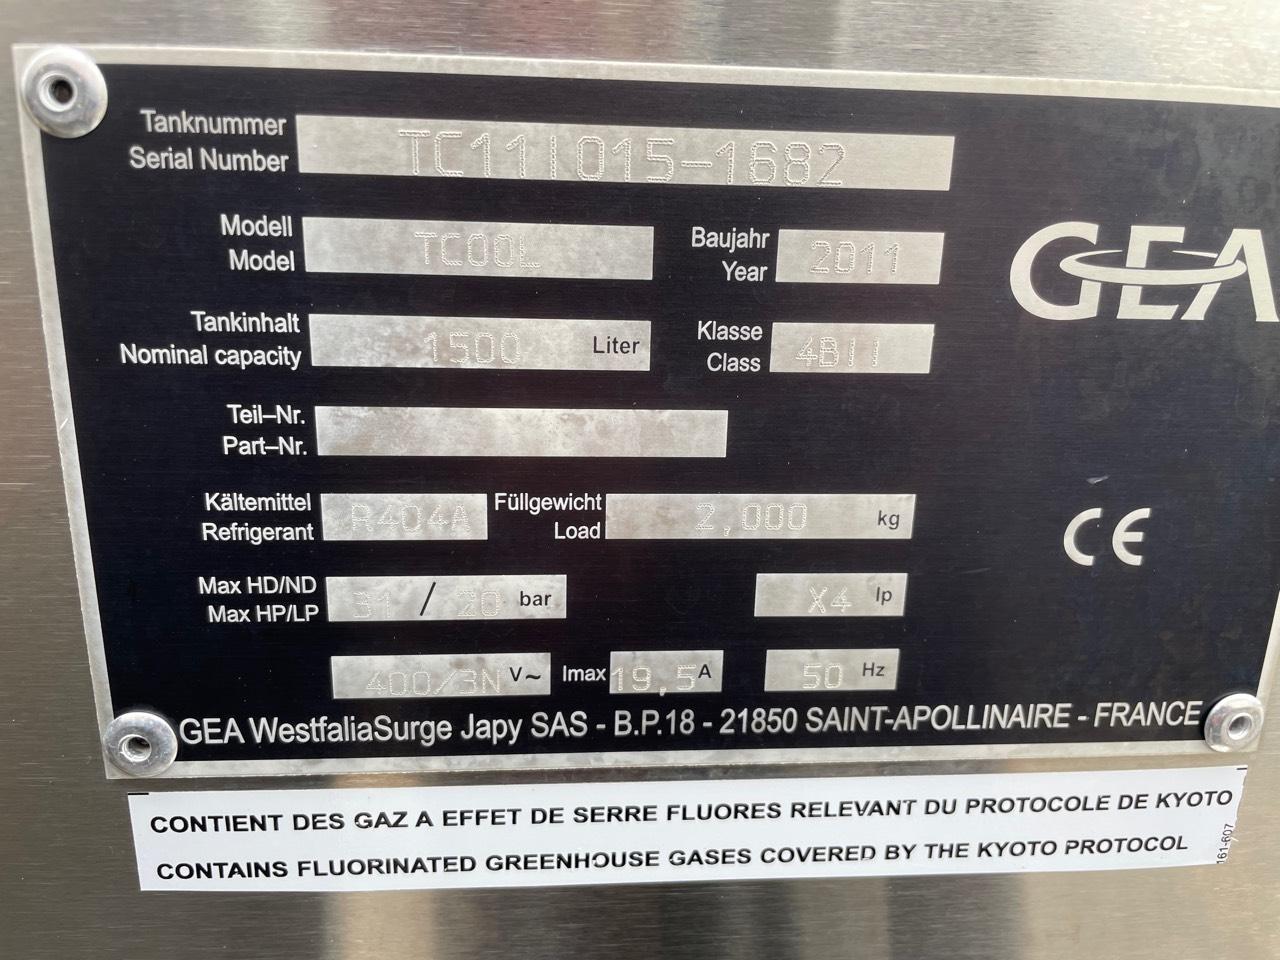 Tanknummer
Serial Number TC11I015-1682
Modell
Model TCOOL Baujahr
Year 2011
GEA
Tankinhalt
Nominal capacity 1500 Liter Klasse
Class 4BII
Teil–Nr.
Part–Nr.
Kältemittel
Refrigerant R404A Füllgewicht
Load 2,000 kg
CE
Max HD/ND
Max HP/LP 31 / 20 bar X4 Ip
400/3N V~ Imax 19,5 A 50 Hz
GEA WestfaliaSurge Japy SAS - B.P.18 - 21850 SAINT-APOLLINAIRE - FRANCE
CONTIENT DES GAZ A EFFET DE SERRE FLUORES RELEVANT DU PROTOCOLE DE KYOTO
CONTAINS FLUORINATED GREENHOUSE GASES COVERED BY THE KYOTO PROTOCOL
161-607